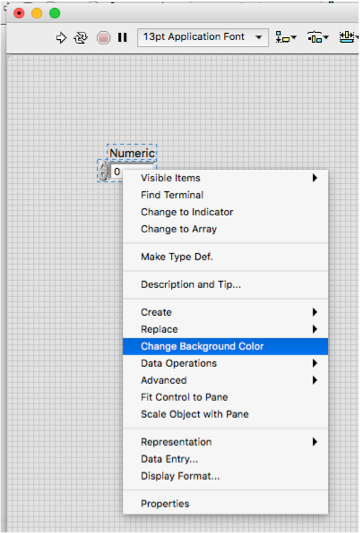 13pt Application Font
Numeric
0
Visible Items
Find Terminal
Change to Indicator
Change to Array
Make Type Def.
Description and Tip...
Create
Replace
Change Background Color
Data Operations
Advanced
Fit Control to Pane
Scale Object with Pane
Representation
Data Entry...
Display Format...
Properties